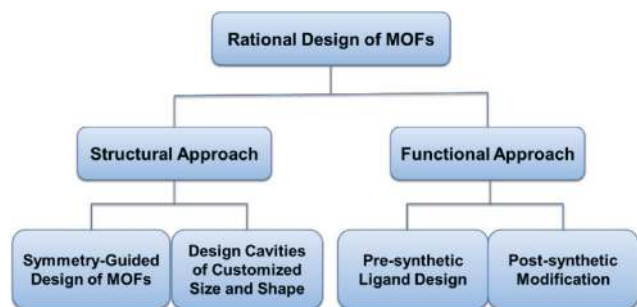 Rational Design of MOFs
Structural Approach
Functional Approach
Symmetry-Guided
Design of MOFs
Design Cavities
of Customized
Size and Shape
Pre-synthetic
Ligand Design
Post-synthetic
Modification